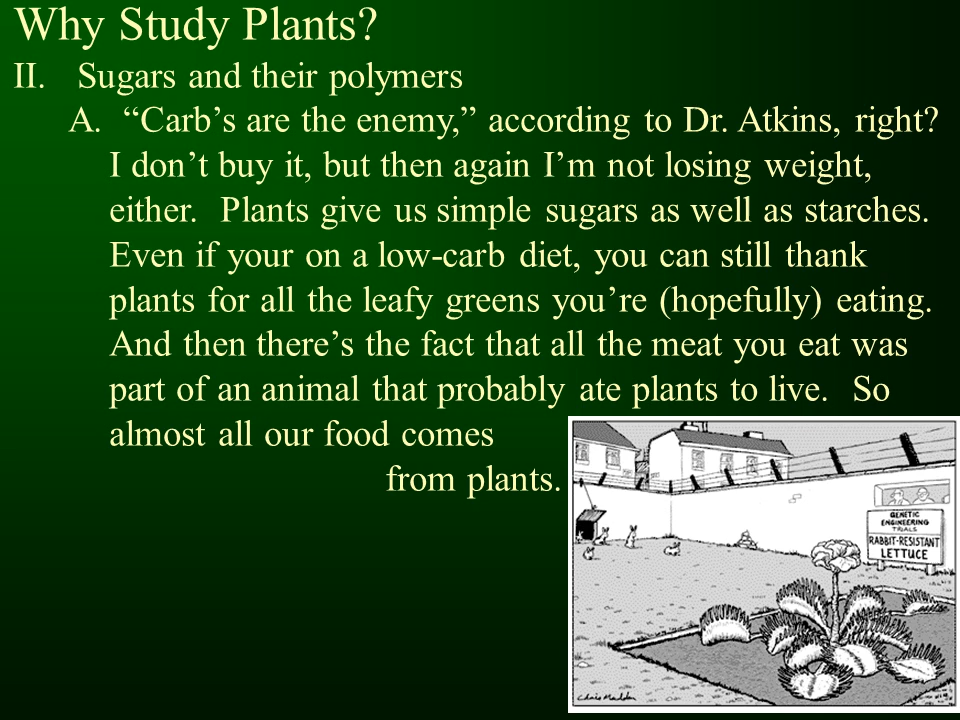 Why Study Plants?
II. Sugars and their polymers
A. “Carb’s are the enemy,” according to Dr. Atkins, right?
I don’t buy it, but then again I’m not losing weight,
either. Plants give us simple sugars as well as starches.
Even if your on a low-carb diet, you can still thank
plants for all the leafy greens you’re (hopefully) eating.
And then there’s the fact that all the meat you eat was
part of an animal that probably ate plants to live. So
almost all our food comes
from plants.
GENETIC
ENGINEERING
TRIALS
RABBIT-RESISTANT
LETTUCE
Chris Madden